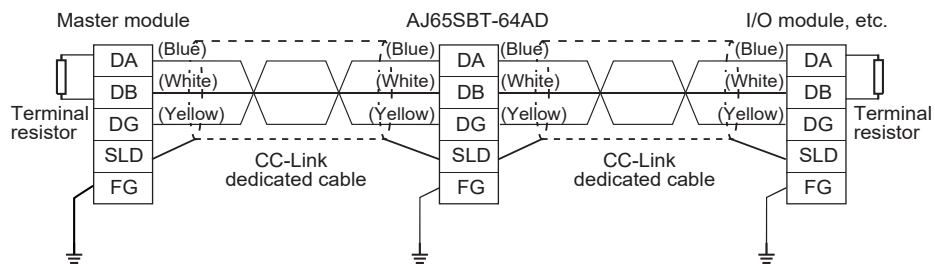 Master module AJ65SBT-64AD I/O module, etc.
DA (Blue) (Blue) DA (Blue) (Blue) DA
DB (White) (White) DB (White) (White) DB
DG (Yellow) (Yellow) DG (Yellow) (Yellow) DG
Terminal
resistor
Terminal
resistor
SLD SLD SLD
CC-Link
dedicated cable
CC-Link
dedicated cable
FG FG FG